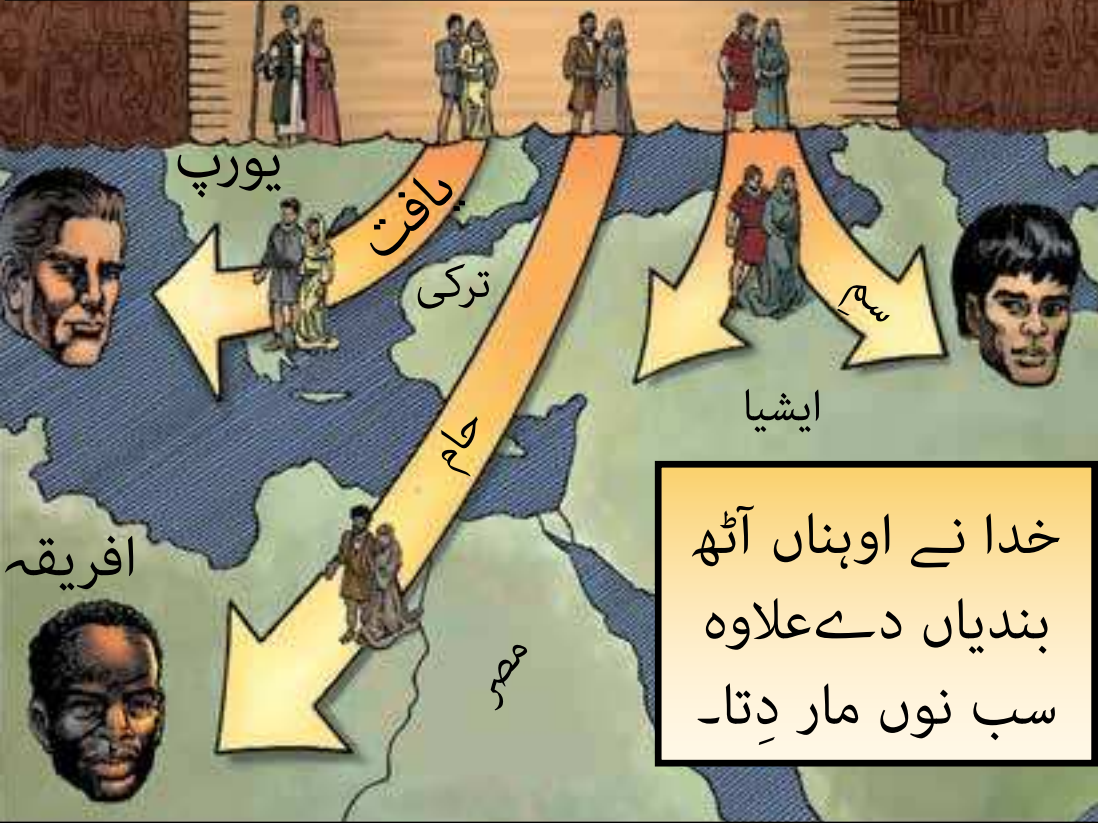 یورپ
یافت
ترکی
سمِ
ایشیا
حام
افریقہ
مصر
خدا نے اوہناں آٹھ
بندیاں دےعلاوہ
سب نوں مار دِتا۔